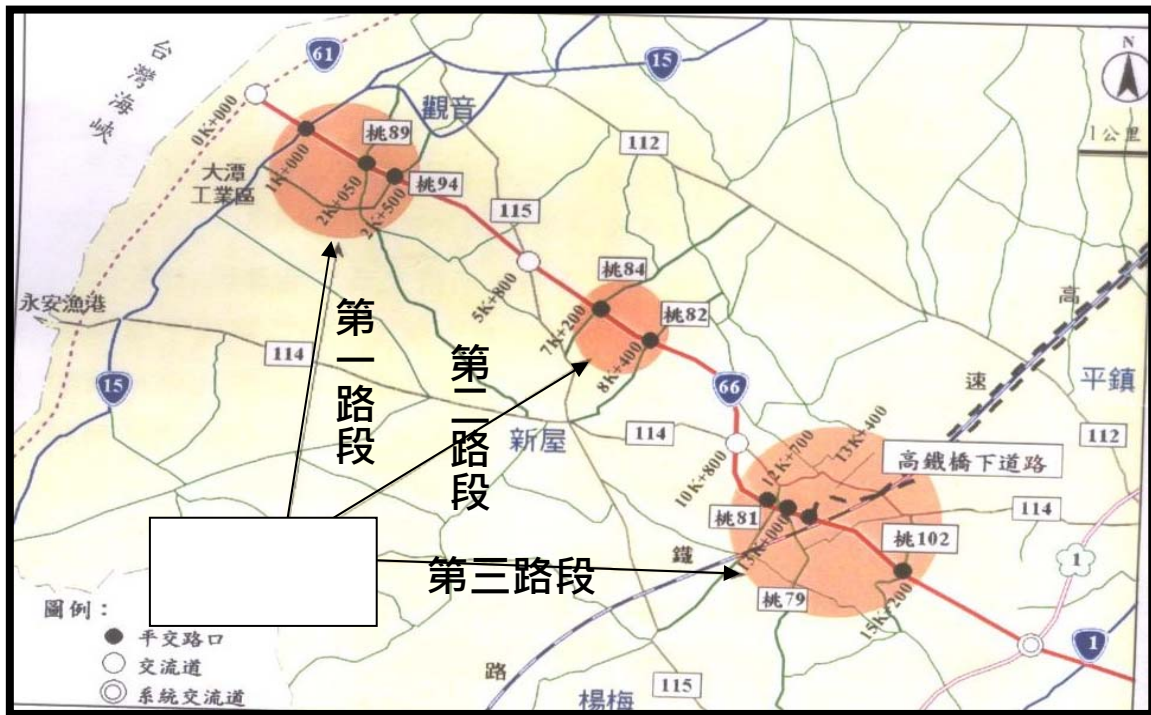 台灣海峽
61
15
N
1公里
0K+000
觀音
桃89
112
大潭
工業區
1K+000
2K+050
2K+500
桃94
115
桃84
永安漁港
5K+800
7K+200
桃82
高
速
114
第一路段
第二路段
8K+400
66
平鎮
15
新屋
114
10K+800
12K+700
13K+400
112
高鐵橋下道路
桃81
114
鐵
第三路段
13K+000
桃102
1
桃79
15K+200
圖例：
平交路口
交流道
系統交流道
路
115
楊梅
1